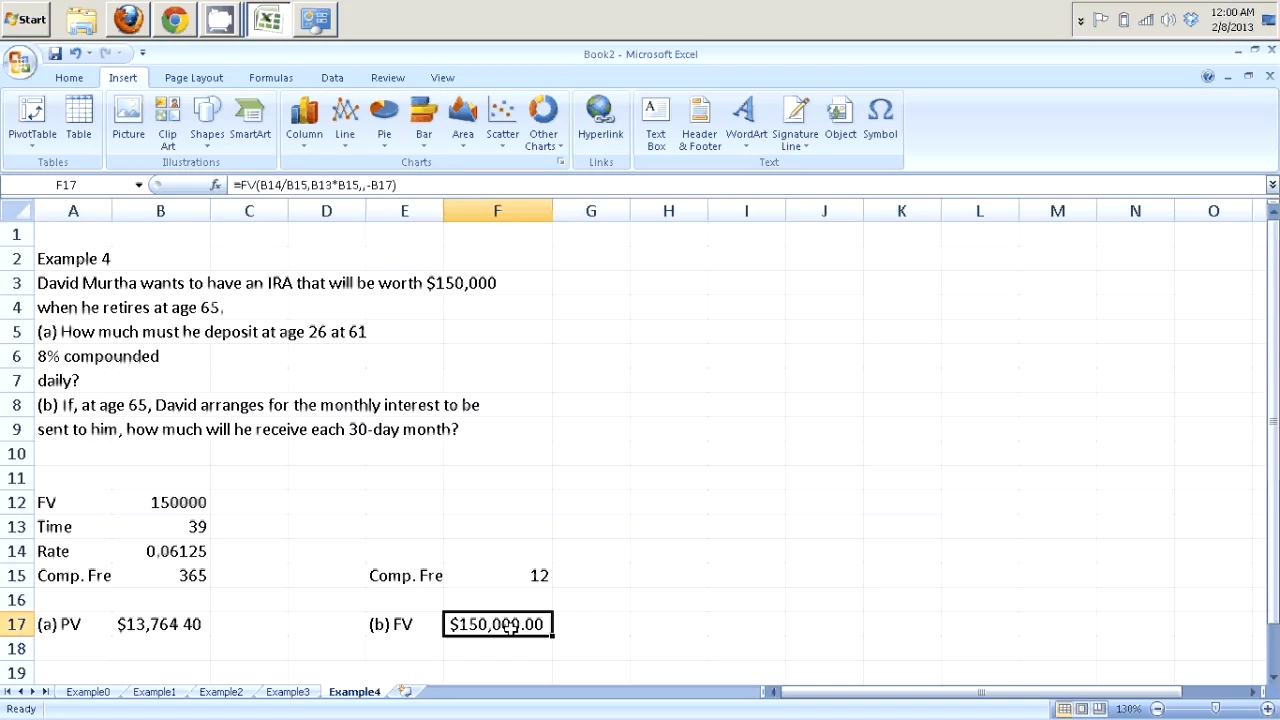 Start
12:00 AM
2/8/2013
Book2 - Microsoft Excel
Home Insert Page Layout Formulas Data Review View
PivotTable Table Picture Clip Art Shapes SmartArt Column Line Pie Bar Area Scatter Other Charts Hyperlink Text Box Header & Footer WordArt Signature Line Object Symbol
Tables Illustrations Charts Links Text
F17 fx =FV(B14/B15,B13*B15,,-B17)
A B C D E F G H I J K L M N O
1
2 Example 4
3 David Murtha wants to have an IRA that will be worth $150,000
4 when he retires at age 65.
5 (a) How much must he deposit at age 26 at 61
6 8% compounded
7 daily?
8 (b) If, at age 65, David arranges for the monthly interest to be
9 sent to him, how much will he receive each 30-day month?
10
11
12 FV 150000
13 Time 39
14 Rate 0.06125
15 Comp. Fre 365 Comp. Fre 12
16
17 (a) PV $13,764.40 (b) FV $150,000.00
18
19
Example0 Example1 Example2 Example3 Example4
Ready 130%